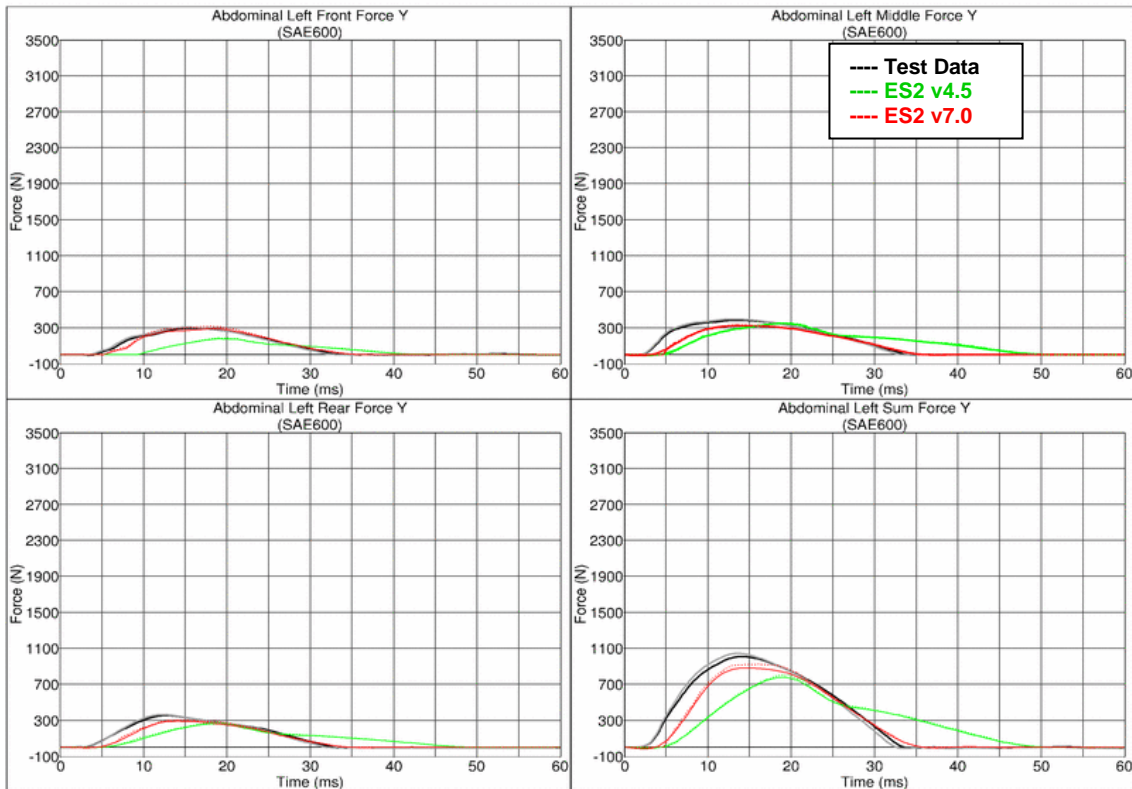 Abdominal Left Front Force Y
(SAE600)
3500
3100
2700
2300
1900
1500
1100
700
300
-100
Force (N)
0 10 20 30 40 50 60
Time (ms)
Abdominal Left Middle Force Y
(SAE600)
---- Test Data
---- ES2 v4.5
---- ES2 v7.0
3500
3100
2700
2300
1900
1500
1100
700
300
-100
Force (N)
0 10 20 30 40 50 60
Time (ms)
Abdominal Left Rear Force Y
(SAE600)
3500
3100
2700
2300
1900
1500
1100
700
300
-100
Force (N)
0 10 20 30 40 50 60
Time (ms)
Abdominal Left Sum Force Y
(SAE600)
3500
3100
2700
2300
1900
1500
1100
700
300
-100
Force (N)
0 10 20 30 40 50 60
Time (ms)